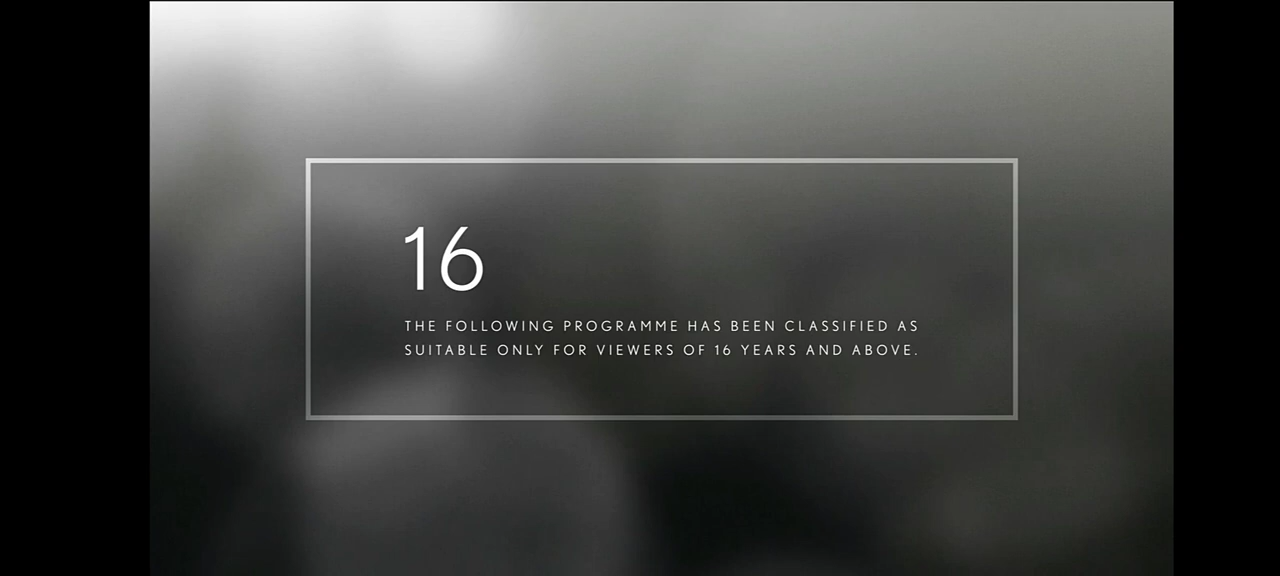 16
THE FOLLOWING PROGRAMME HAS BEEN CLASSIFIED AS
SUITABLE ONLY FOR VIEWERS OF 16 YEARS AND ABOVE.